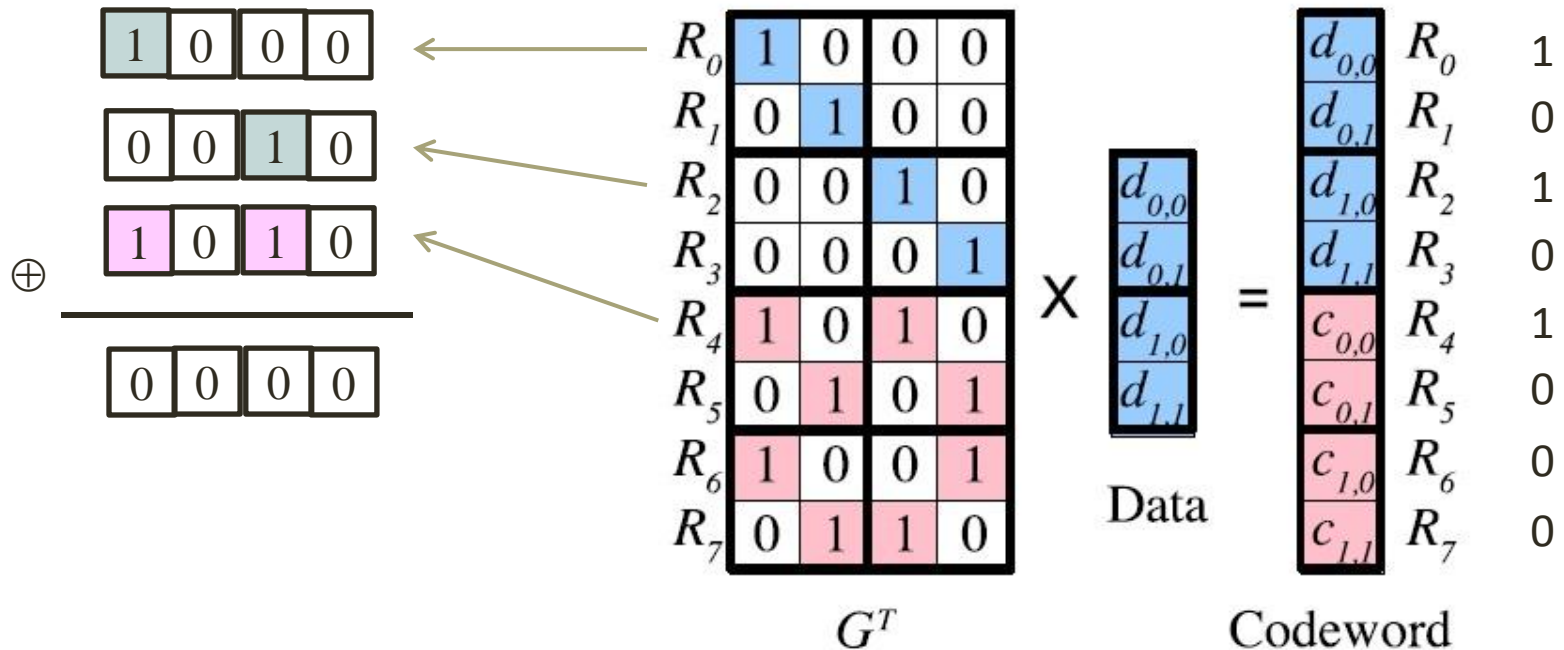 1 0 0 0
0 0 1 0
1 0 1 0
⊕
0 0 0 0
R0 1 0 0 0
R1 0 1 0 0
R2 0 0 1 0
R3 0 0 0 1
R4 1 0 1 0
R5 0 1 0 1
R6 1 0 0 1
R7 0 1 1 0
G^T
X
d0,0
d0,1
d1,0
d1,1
Data
=
d0,0 R0 1
d0,1 R1 0
d1,0 R2 1
d1,1 R3 0
c0,0 R4 1
c0,1 R5 0
c1,0 R6 0
c1,1 R7 0
Codeword